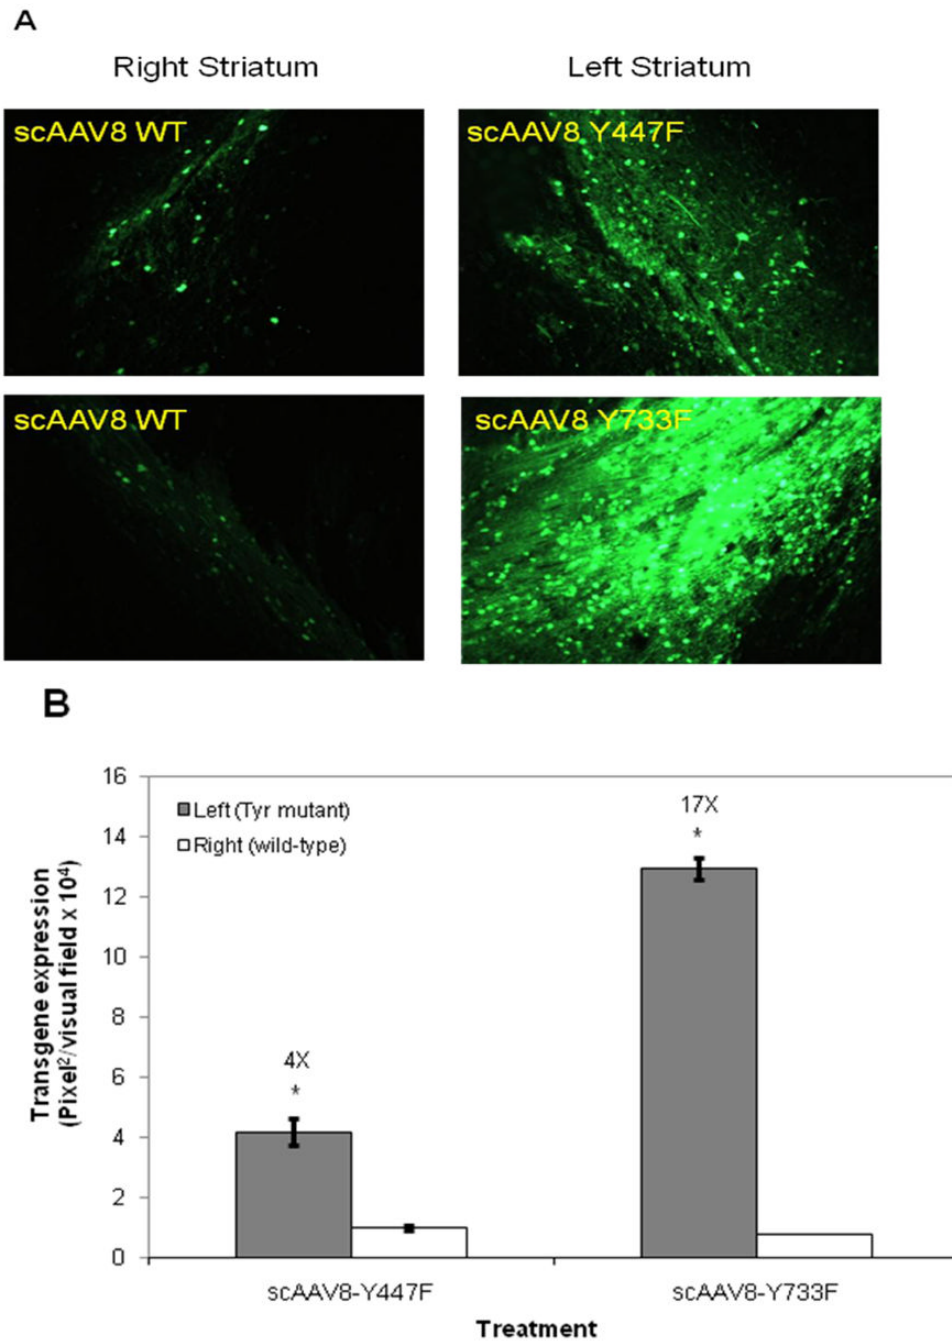 A
Right Striatum
Left Striatum
scAAV8 WT
scAAV8 Y447F
scAAV8 WT
scAAV8 Y733F
B
Transgene expression
(Pixel²/visual field x 10⁴)
16
14
12
10
8
6
4
2
0
Left (Tyr mutant)
Right (wild-type)
4X
*
17X
*
scAAV8-Y447F
scAAV8-Y733F
Treatment